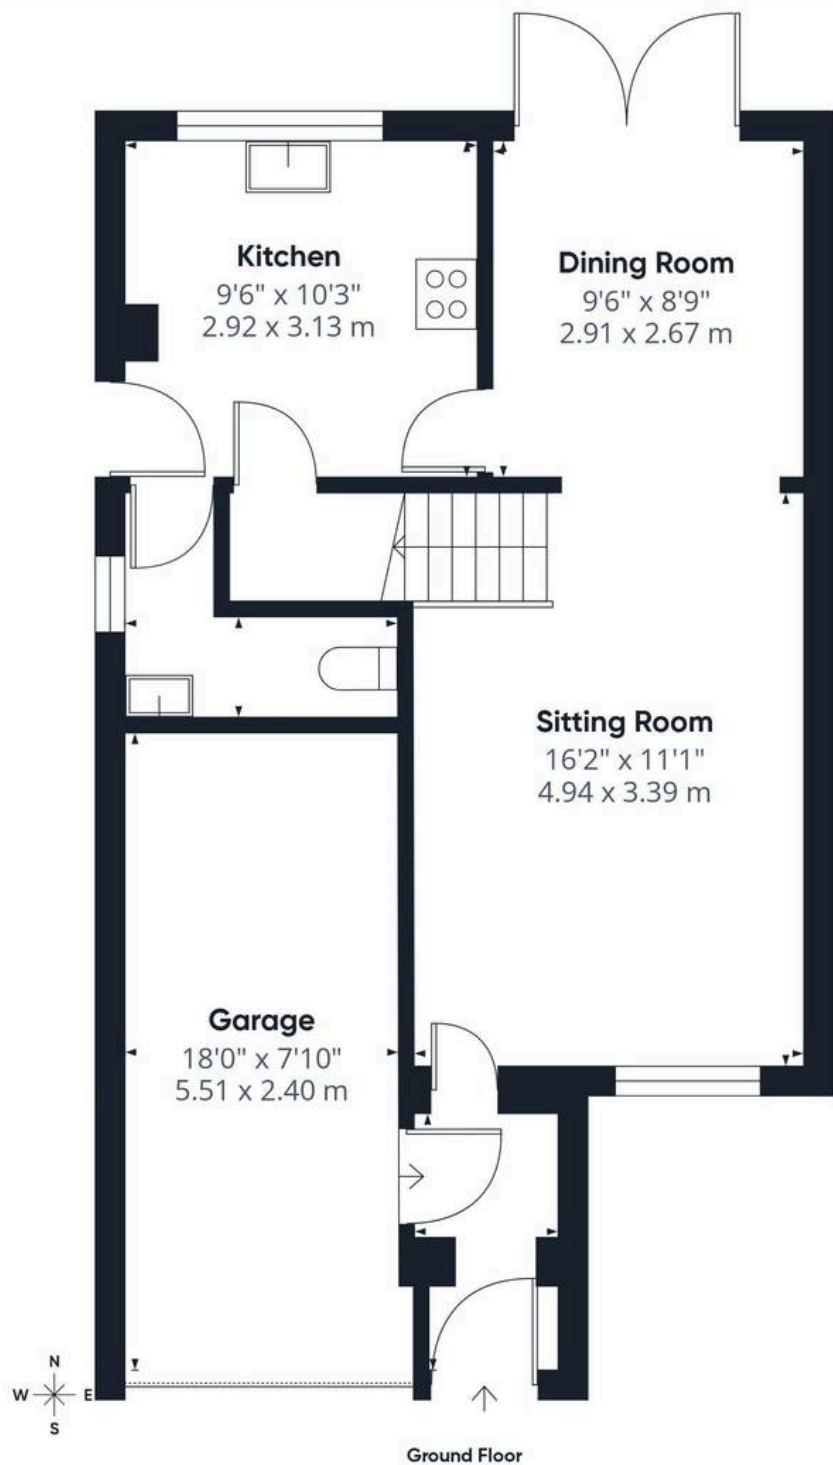 Kitchen
9'6" x 10'3"
2.92 x 3.13 m
Dining Room
9'6" x 8'9"
2.91 x 2.67 m
Sitting Room
16'2" x 11'1"
4.94 x 3.39 m
Garage
18'0" x 7'10"
5.51 x 2.40 m
N
W E
S
Ground Floor